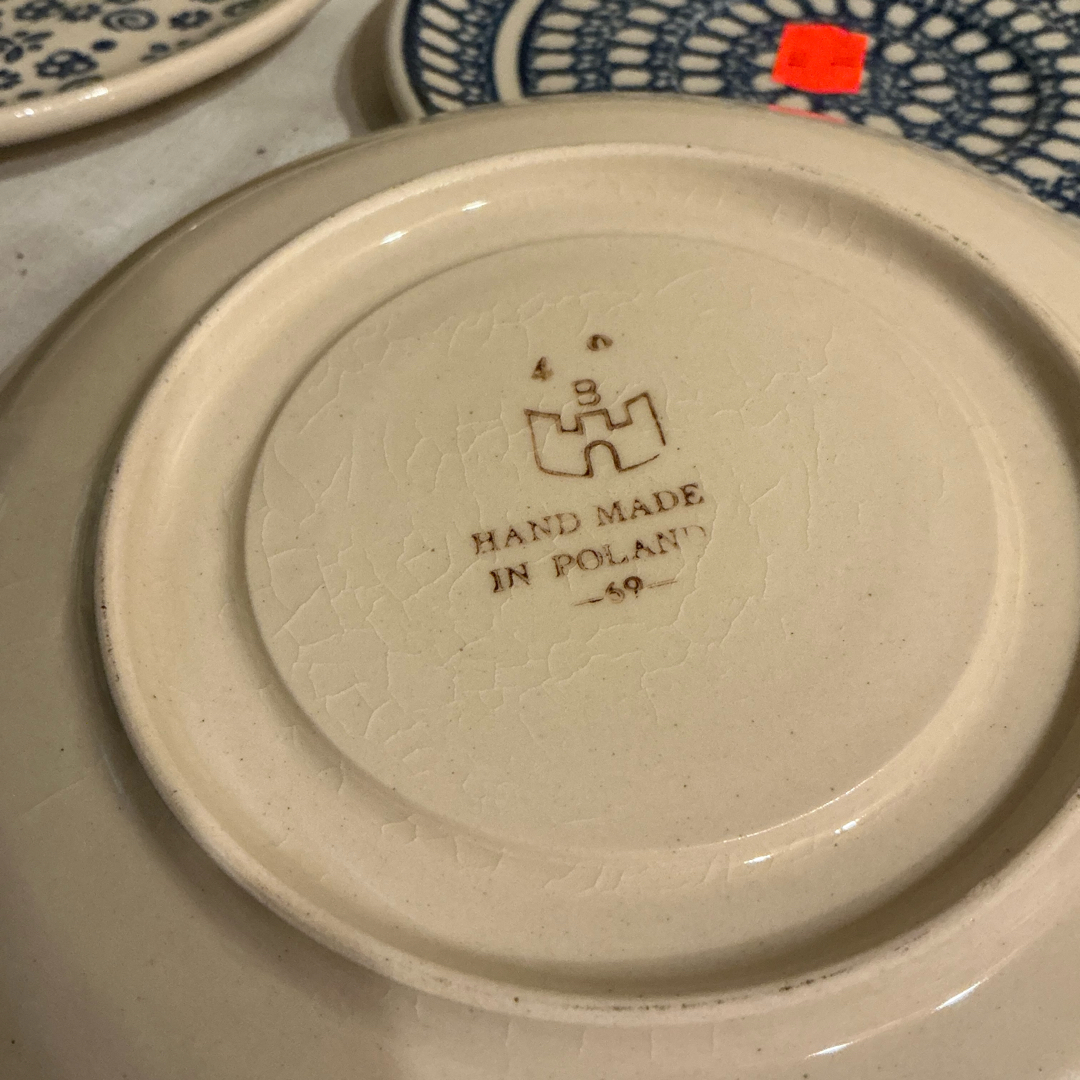 4
B
HAND MADE
IN POLAND
—69—